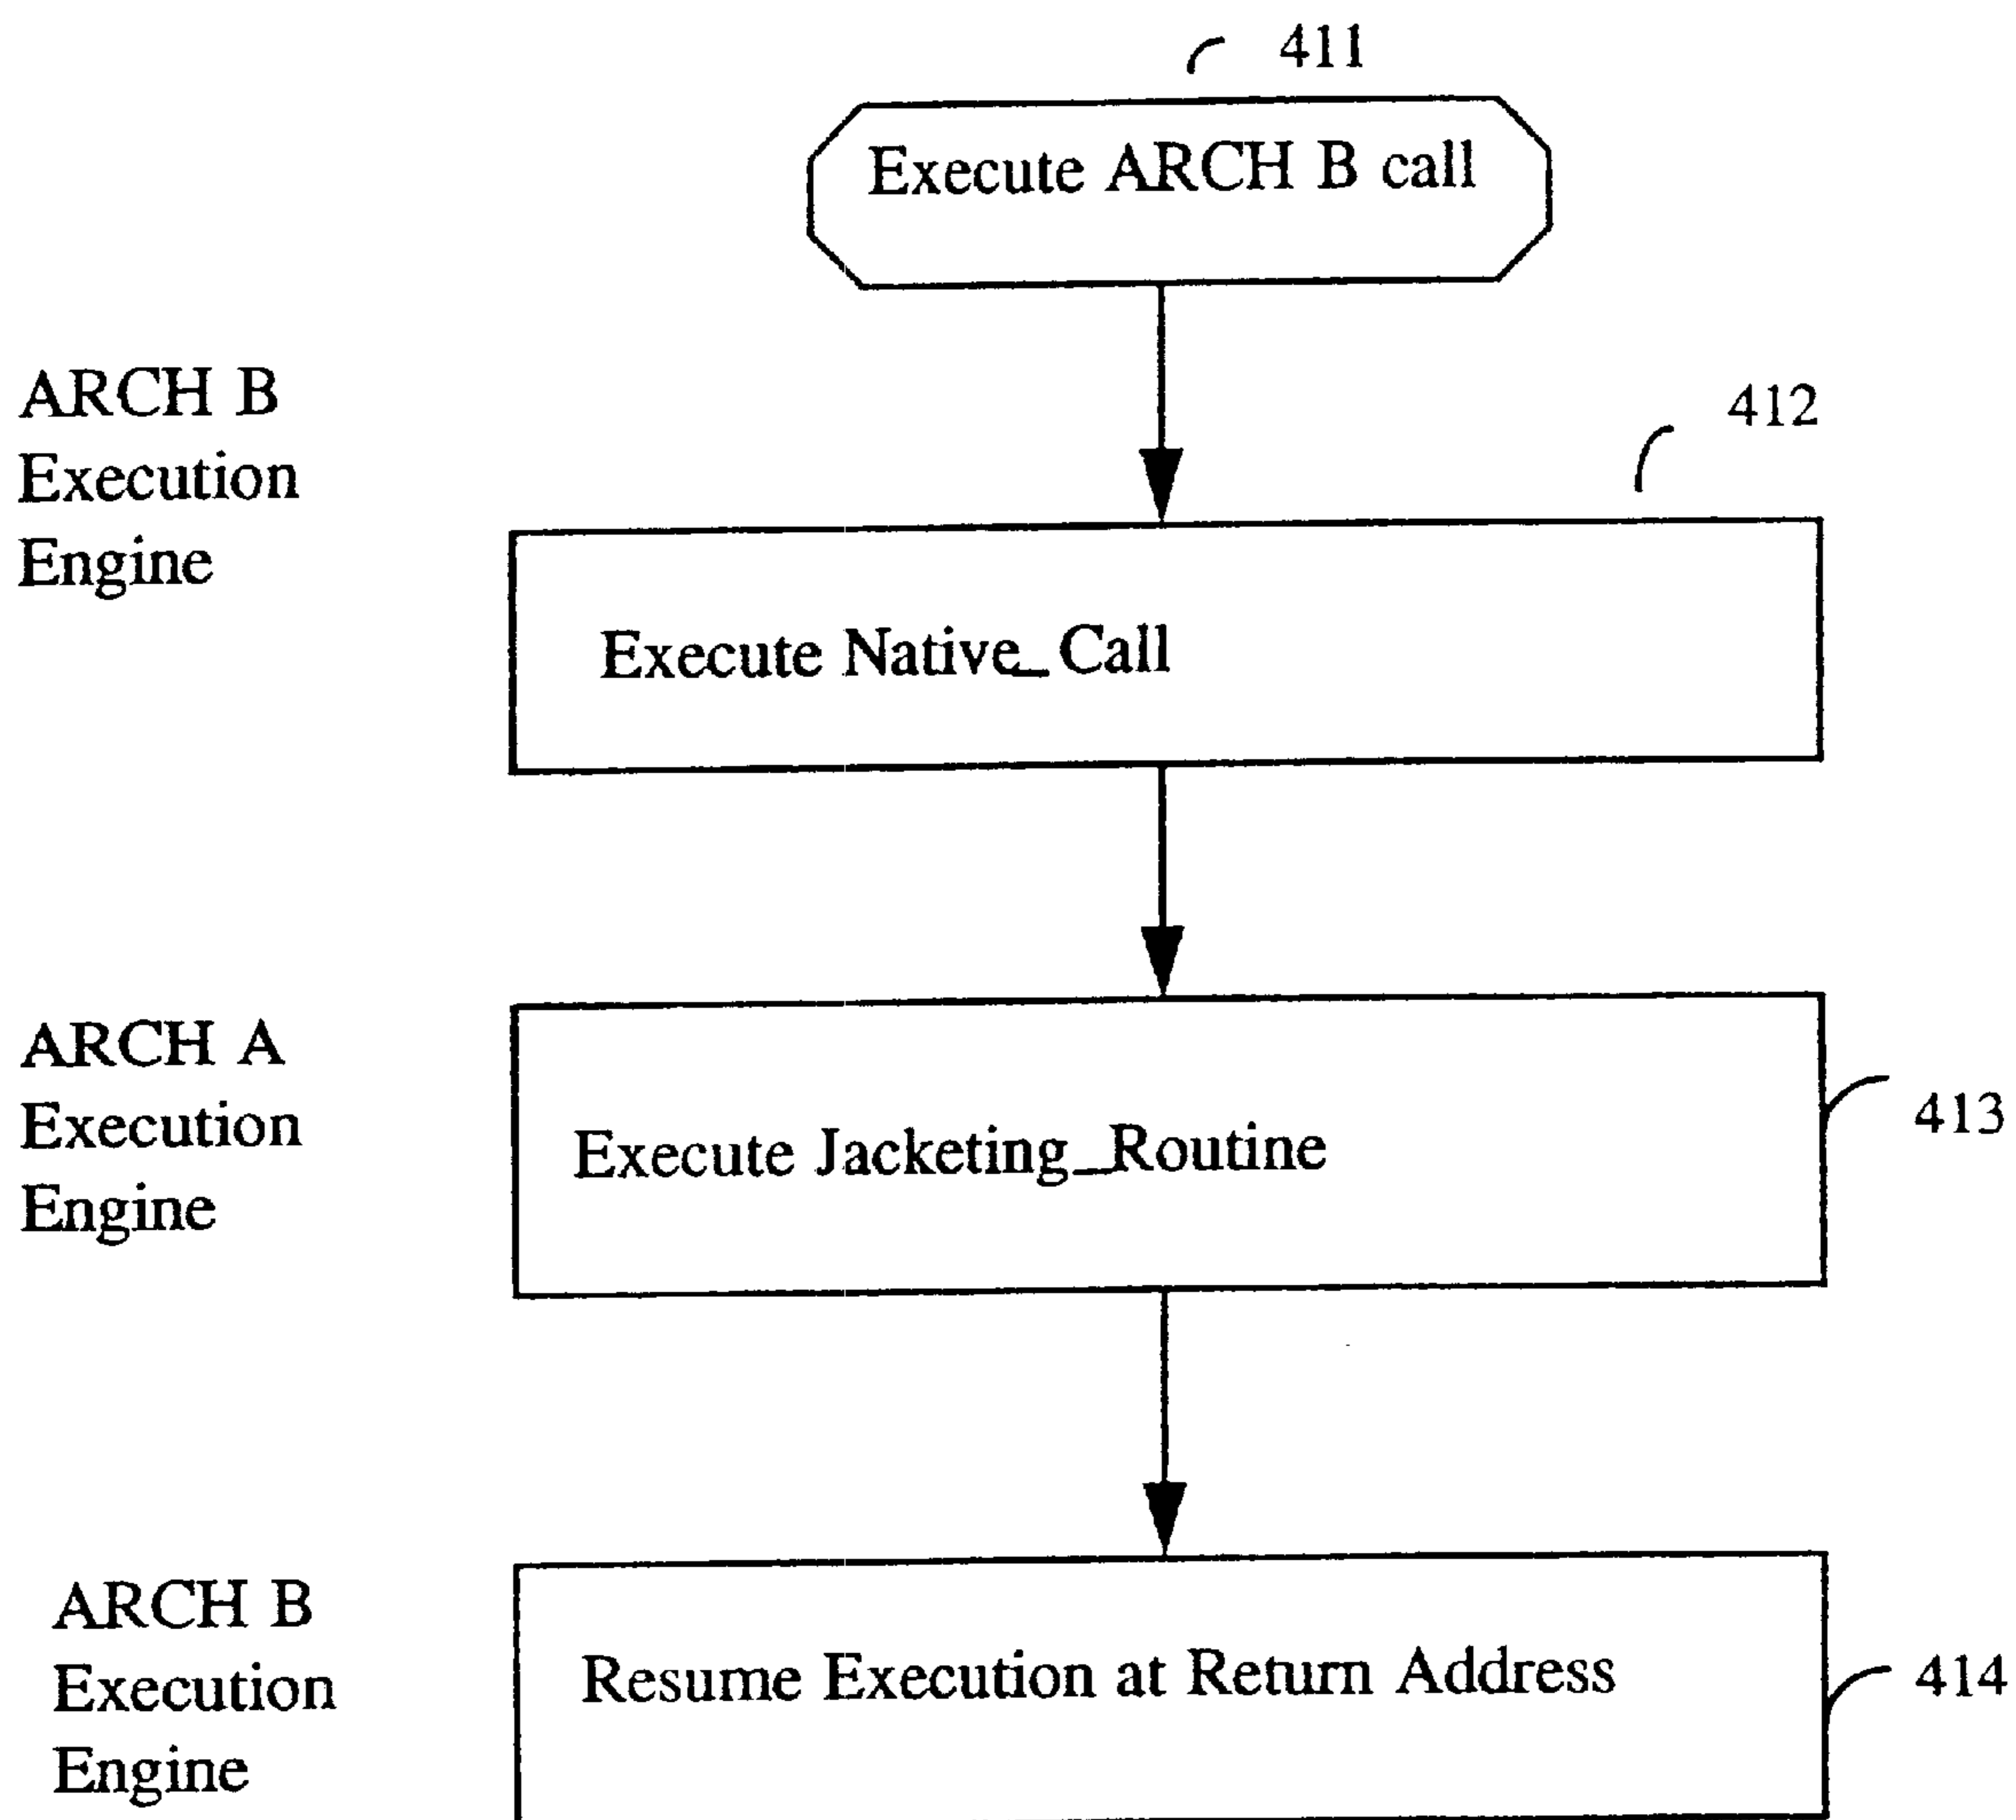 411
Execute ARCH B call
ARCH B
Execution
Engine
412
Execute Native_Call
ARCH A
Execution
Engine
Execute Jacketing_Routine
413
ARCH B
Execution
Engine
Resume Execution at Return Address
414